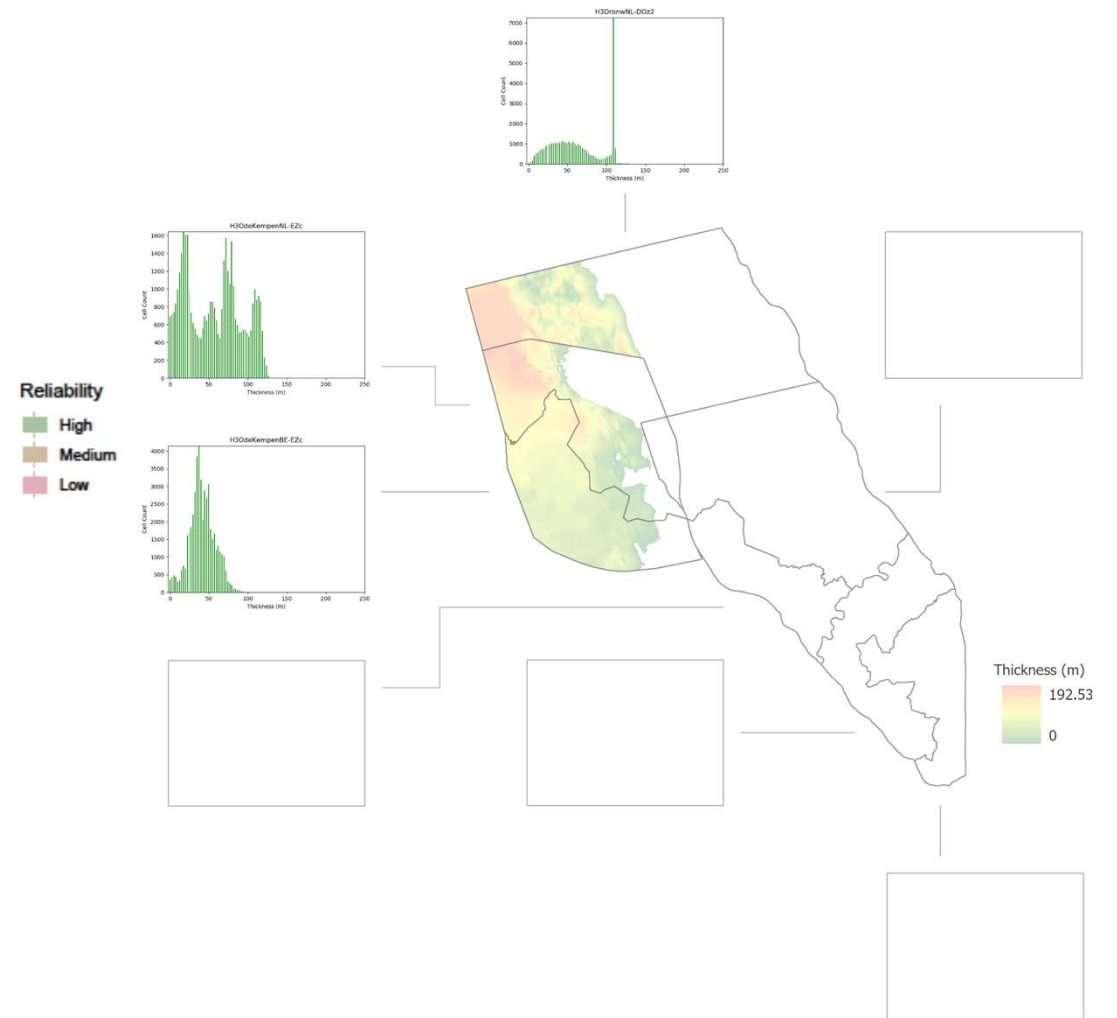 H3OronwNL-DOz2
7000
6000
5000
4000
3000
2000
1000
0
Cell Count
0 50 100 150 200 250
Thickness (m)
H3OdeKempenNL-EZc
1600
1400
1200
1000
800
600
400
200
0
Cell Count
0 50 100 150 200 250
Thickness (m)
Reliability
High
Medium
Low
H3OdeKempenBE-EZc
4000
3500
3000
2500
2000
1500
1000
500
0
Cell Count
0 50 100 150 200 250
Thickness (m)
Thickness (m)
192.53
0